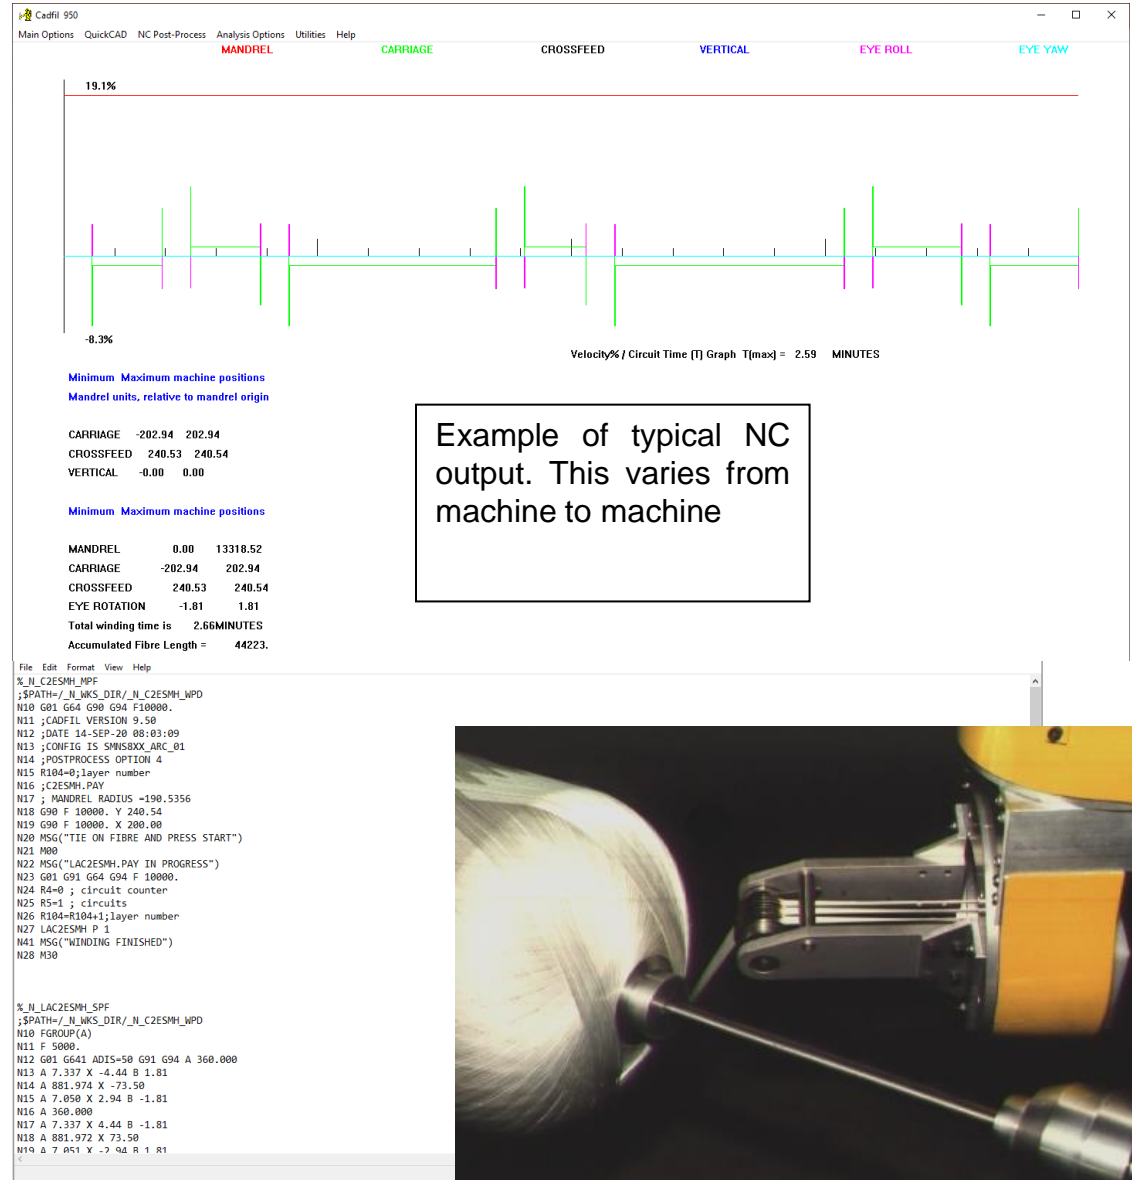 Cadfil 950
Main Options QuickCAD NC Post-Process Analysis Options Utilities Help
MANDREL CARRIAGE CROSSFEED VERTICAL EYE ROLL EYE YAW
19.1%
-8.3%
Velocity% / Circuit Time (T) Graph T(max) = 2.59 MINUTES
Minimum Maximum machine positions
Mandrel units, relative to mandrel origin
CARRIAGE -202.94 202.94
CROSSFEED 240.53 240.54
VERTICAL -0.00 0.00
Minimum Maximum machine positions
MANDREL 0.00 13318.52
CARRIAGE -202.94 202.94
CROSSFEED 240.53 240.54
EYE ROTATION -1.81 1.81
Total winding time is 2.66MINUTES
Accumulated Fibre Length = 44223.
Example of typical NC
output. This varies from
machine to machine
File Edit Format View Help
%_N_C2ESMH_MPF
;$PATH=/_N_WKS_DIR/_N_C2ESMH_WPD
N10 G01 G64 G90 G94 F10000.
N11 ;CADFIL VERSION 9.50
N12 ;DATE 14-SEP-20 08:03:09
N13 ;CONFIG IS SMNS8XX_ARC_01
N14 ;POSTPROCESS OPTION 4
N15 R104=0;layer number
N16 ;C2ESMH.PAY
N17 ; MANDREL RADIUS =190.5356
N18 G90 F 10000. Y 240.54
N19 G90 F 10000. X 200.00
N20 MSG("TIE ON FIBRE AND PRESS START")
N21 M00
N22 MSG("LAC2ESMH.PAY IN PROGRESS")
N23 G01 G91 G64 G94 F 10000.
N24 R4=0 ; circuit counter
N25 R5=1 ; circuits
N26 R104=R104+1;layer number
N27 LAC2ESMH P 1
N41 MSG("WINDING FINISHED")
N28 M30
%_N_LAC2ESMH_SPF
;$PATH=/_N_WKS_DIR/_N_C2ESMH_WPD
N10 FGROUP(A)
N11 F 5000.
N12 G01 G641 ADIS=50 G91 G94 A 360.000
N13 A 7.337 X -4.44 B 1.81
N14 A 881.974 X -73.50
N15 A 7.050 X 2.94 B -1.81
N16 A 360.000
N17 A 7.337 X 4.44 B -1.81
N18 A 881.972 X 73.50
N19 A 7.051 X -2.94 B 1.81